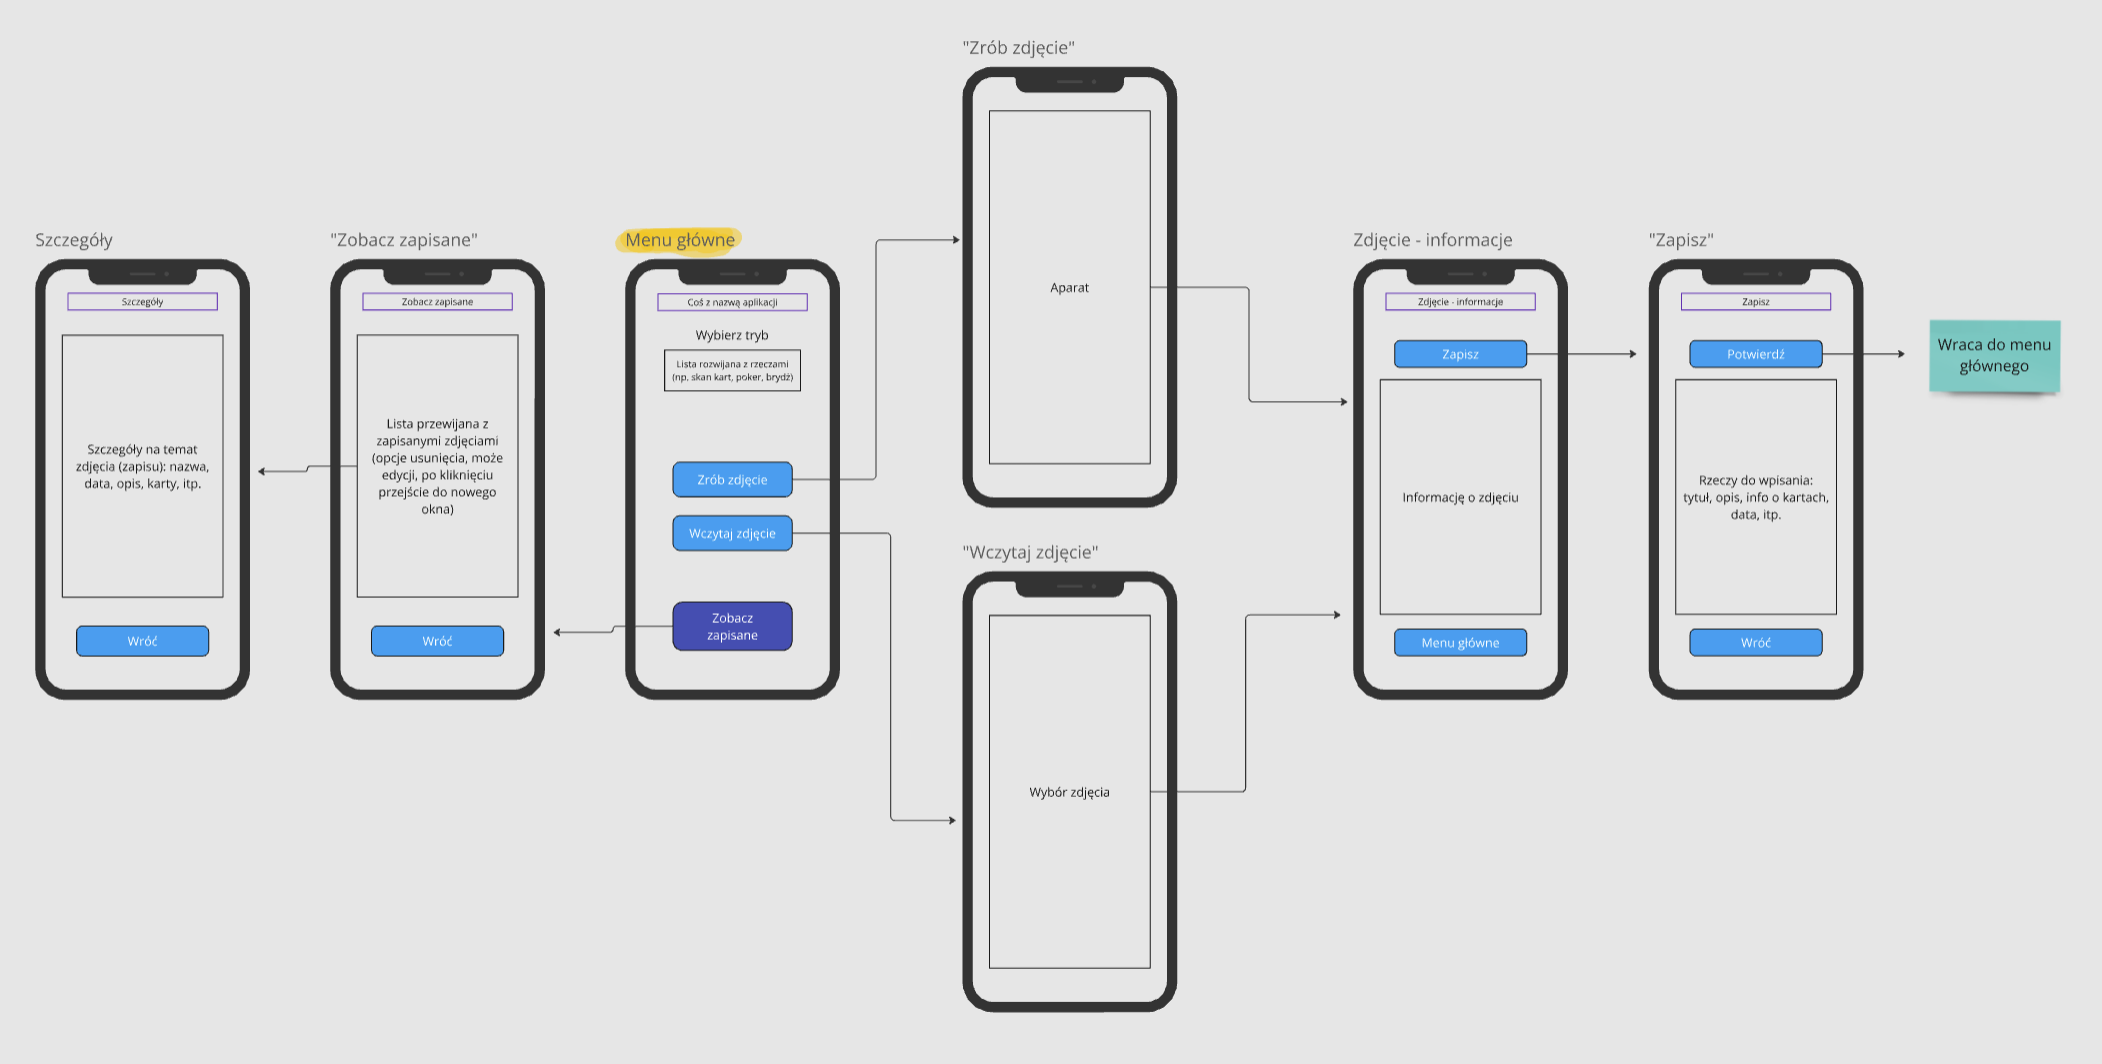 Szczegóły
Szczegóły
Szczegóły na temat
zdjęcia (zapisu): nazwa,
data, opis, karty, itp.
Wróć
"Zobacz zapisane"
Zobacz zapisane
Lista przewijana z
zapisanymi zdjęciami
(opcje usunięcia, może
edycji, po kliknięciu
przejście do nowego
okna)
Wróć
Menu główne
Coś z nazwą aplikacji
Wybierz tryb
Lista rozwijana z rzeczami
(np. skan kart, poker, brydź)
Zrób zdjęcie
Wczytaj zdjęcie
Zobacz
zapisane
"Zrób zdjęcie"
Aparat
"Wczytaj zdjęcie"
Wybór zdjęcia
Zdjęcie - informacje
Zdjęcie - informacje
Zapisz
Informację o zdjęciu
Menu główne
"Zapisz"
Zapisz
Potwierdź
Rzeczy do wpisania:
tytuł, opis, info o kartach,
data, itp.
Wróć
Wraca do menu
głównego